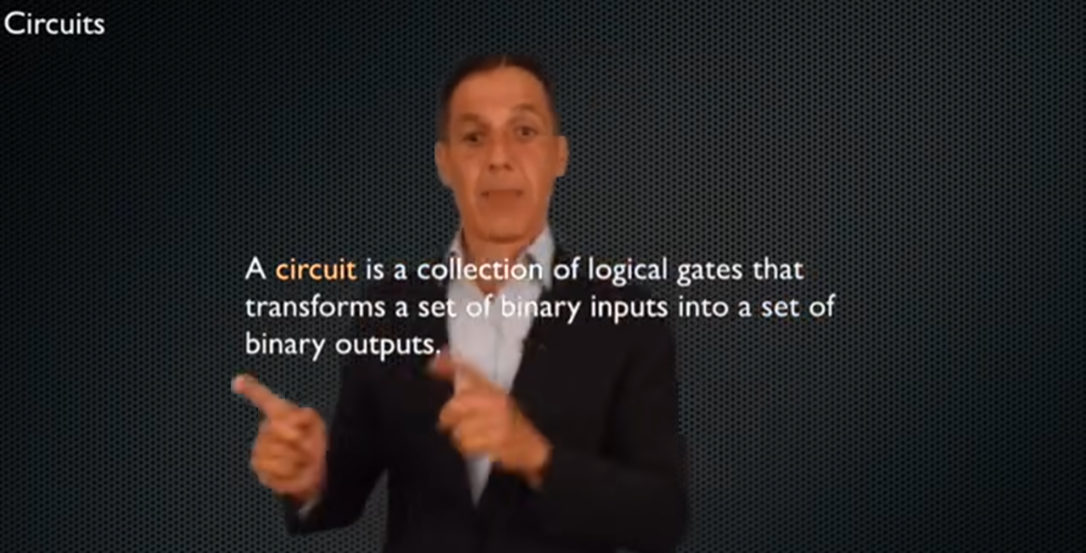 Circuits
A circuit is a collection of logical gates that
transforms a set of binary inputs into a set of
binary outputs.